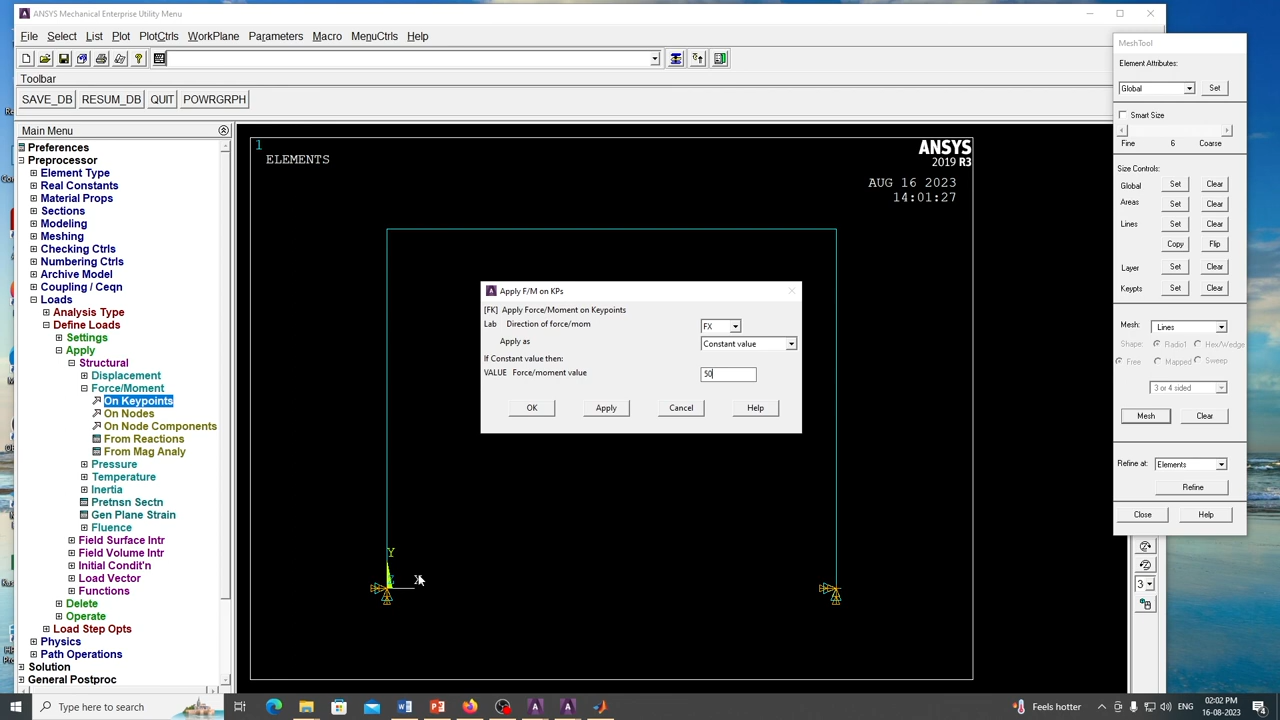 ANSYS Mechanical Enterprise Utility Menu
File Select List Plot PlotCtrls WorkPlane Parameters Macro MenuCtrls Help
Toolbar
SAVE_DB RESUM_DB QUIT POWRGRPH
Main Menu
Preferences
Preprocessor
Element Type
Real Constants
Material Props
Sections
Modeling
Meshing
Checking Ctrls
Numbering Ctrls
Archive Model
Coupling / Ceqn
Loads
Analysis Type
Define Loads
Settings
Apply
Structural
Displacement
Force/Moment
On Keypoints
On Nodes
On Node Components
From Reactions
From Mag Analy
Pressure
Temperature
Inertia
Pretnsn Sectn
Gen Plane Strain
Fluence
Field Surface Intr
Field Volume Intr
Initial Condit'n
Load Vector
Functions
Delete
Operate
Load Step Opts
Physics
Path Operations
Solution
General Postproc
1
ELEMENTS
ANSYS
2019 R3
AUG 16 2023
14:01:27
Apply F/M on KPs
[FK] Apply Force/Moment on Keypoints
Lab Direction of force/mom FX
Apply as Constant value
If Constant value then:
VALUE Force/moment value 50
OK Apply Cancel Help
Y
X
MeshTool
Element Attributes:
Global Set
Smart Size
Fine 6 Coarse
Size Controls:
Global Set Clear
Areas Set Clear
Lines Set Clear
Copy Flip
Layer Set Clear
Keypts Set Clear
Mesh: Lines
Shape: Radio1 Hex/Wedge
Free Mapped Sweep
3 or 4 sided
Mesh Clear
Refine at: Elements
Refine
Close Help
3
Type here to search
Feels hotter
02:02 PM
16-08-2023